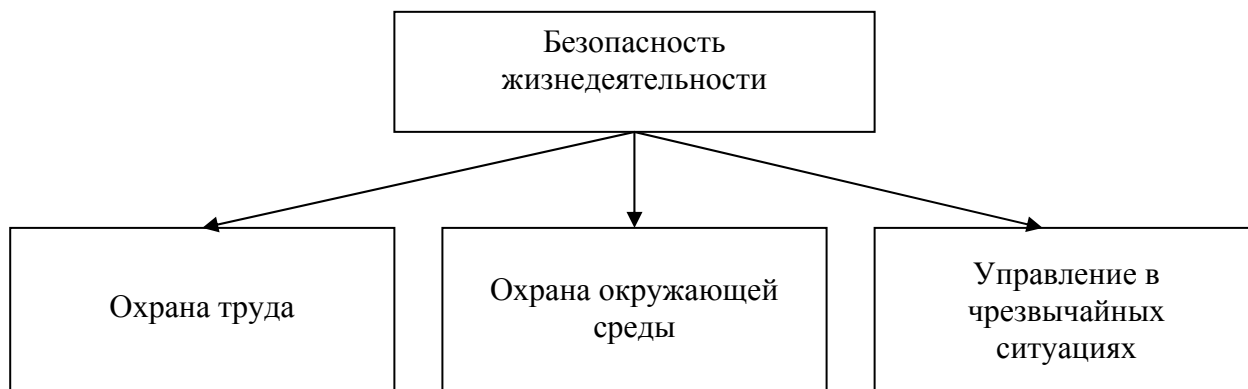 Безопасность
жизнедеятельности
Охрана труда
Охрана окружающей
среды
Управление в
чрезвычайных
ситуациях